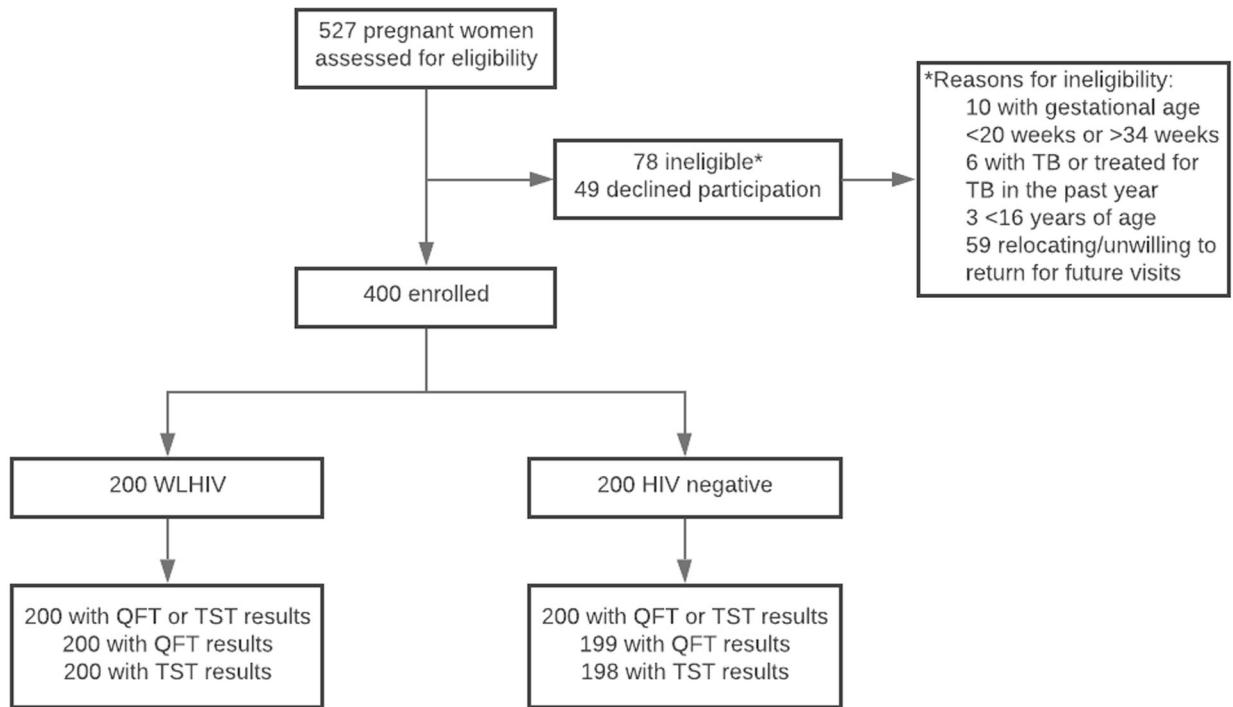 527 pregnant women
assessed for eligibility
*Reasons for ineligibility:
10 with gestational age
<20 weeks or >34 weeks
6 with TB or treated for
TB in the past year
3 <16 years of age
59 relocating/unwilling to
return for future visits
78 ineligible*
49 declined participation
400 enrolled
200 WLHIV
200 HIV negative
200 with QFT or TST results
200 with QFT results
200 with TST results
200 with QFT or TST results
199 with QFT results
198 with TST results